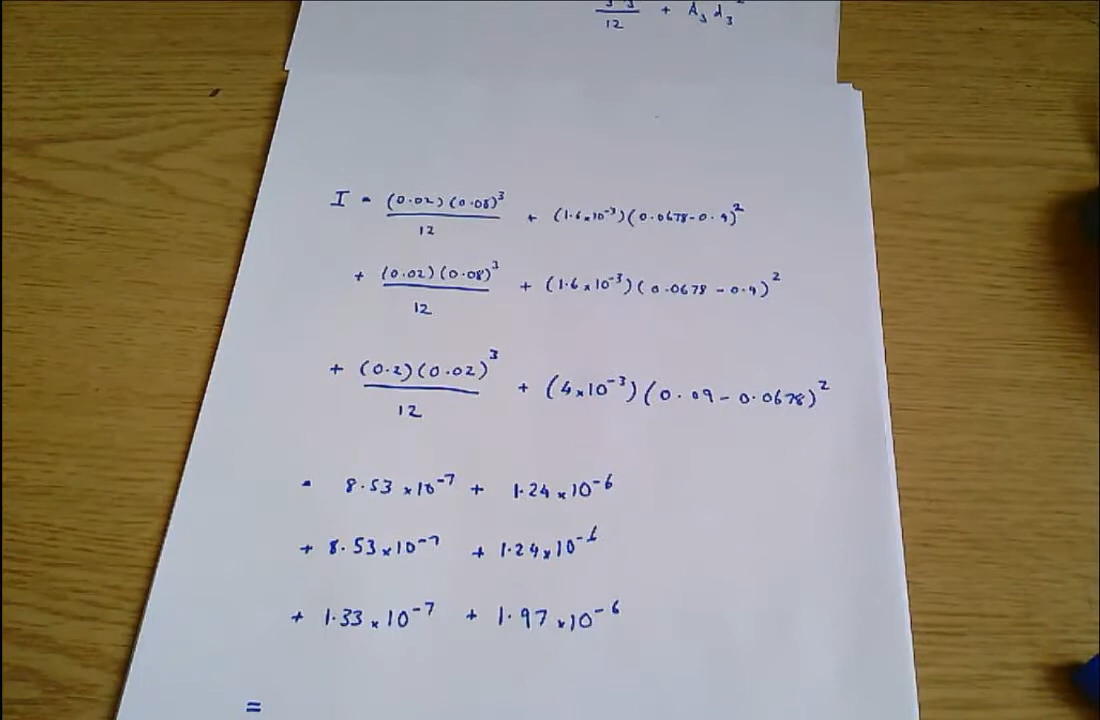 12 + A₃ d₃
I = (0.02)(0.08)³/12 + (1.6×10⁻³)(0.0678-0.4)²
+ (0.02)(0.08)³/12 + (1.6×10⁻³)(0.0678-0.4)²
+ (0.2)(0.02)³/12 + (4×10⁻³)(0.09-0.0678)²
= 8.53×10⁻⁷ + 1.24×10⁻⁶
+ 8.53×10⁻⁷ + 1.24×10⁻⁶
+ 1.33×10⁻⁷ + 1.97×10⁻⁶
=